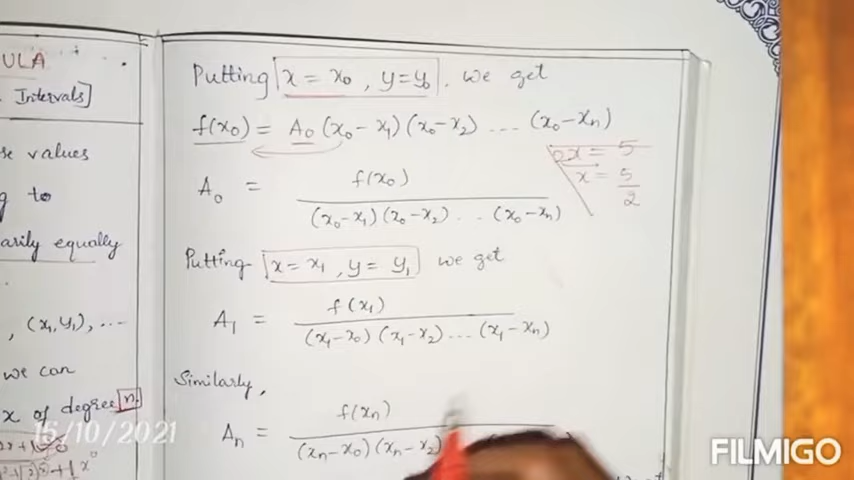 ULA
Intervals]
values
to
arily equally
, (x₁, y₁), ...
we can
x of degree n.
Putting x = x₀ , y = y₀ . we get
f(x₀) = A₀ (x₀ - x₁) (x₀ - x₂) ... (x₀ - xₙ)
2x = 5
x = 5/2
A₀ = f(x₀) / (x₀-x₁) (x₀-x₂) .. .. (x₀-xₙ)
Putting x = x₁ , y = y₁ we get
A₁ = f(x₁) / (x₁-x₀) (x₁-x₂) ... (x₁-xₙ)
Similarly,
Aₙ = f(xₙ) / (xₙ-x₀) (xₙ-x₂)
15/10/2021
FILMIGO